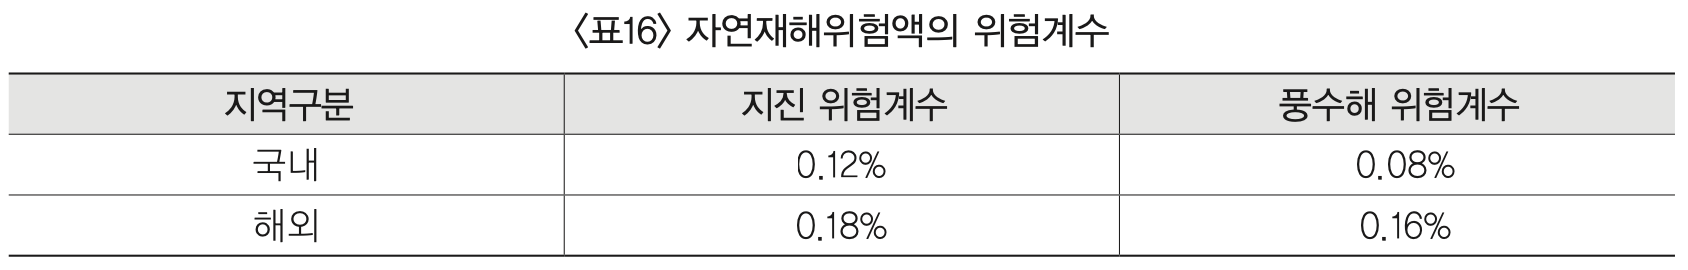 〈표16〉 자연재해위험액의 위험계수
지역구분 지진 위험계수 풍수해 위험계수
국내 0.12% 0.08%
해외 0.18% 0.16%